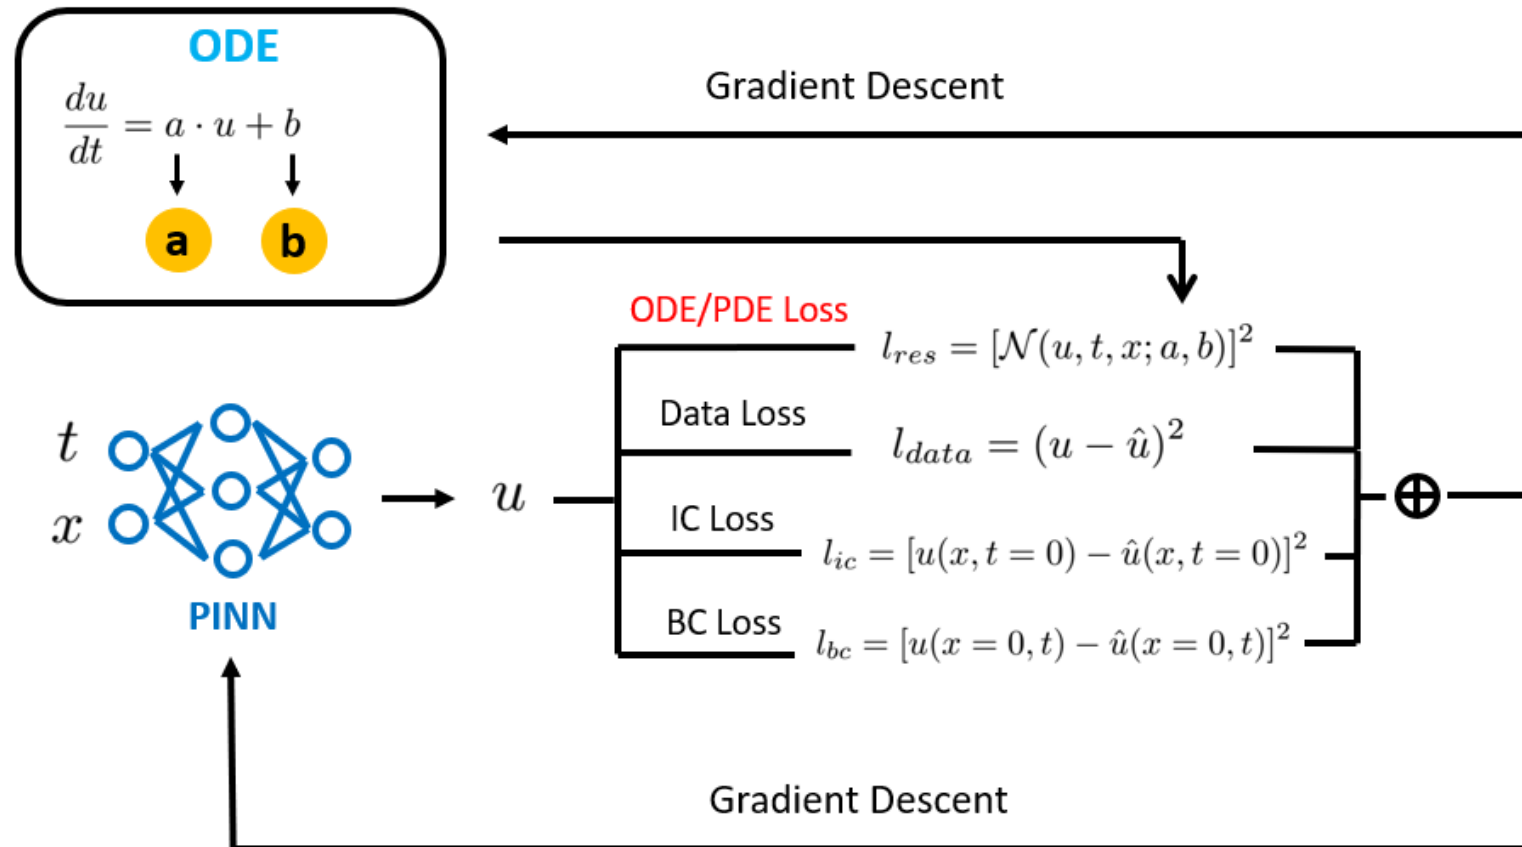 ODE
du/dt = a · u + b
a b
Gradient Descent
ODE/PDE Loss
l_res = [𝒩(u, t, x; a, b)]²
Data Loss
l_data = (u − û)²
t
x
u
IC Loss
l_ic = [u(x, t = 0) − û(x, t = 0)]²
PINN
BC Loss
l_bc = [u(x = 0, t) − û(x = 0, t)]²
Gradient Descent